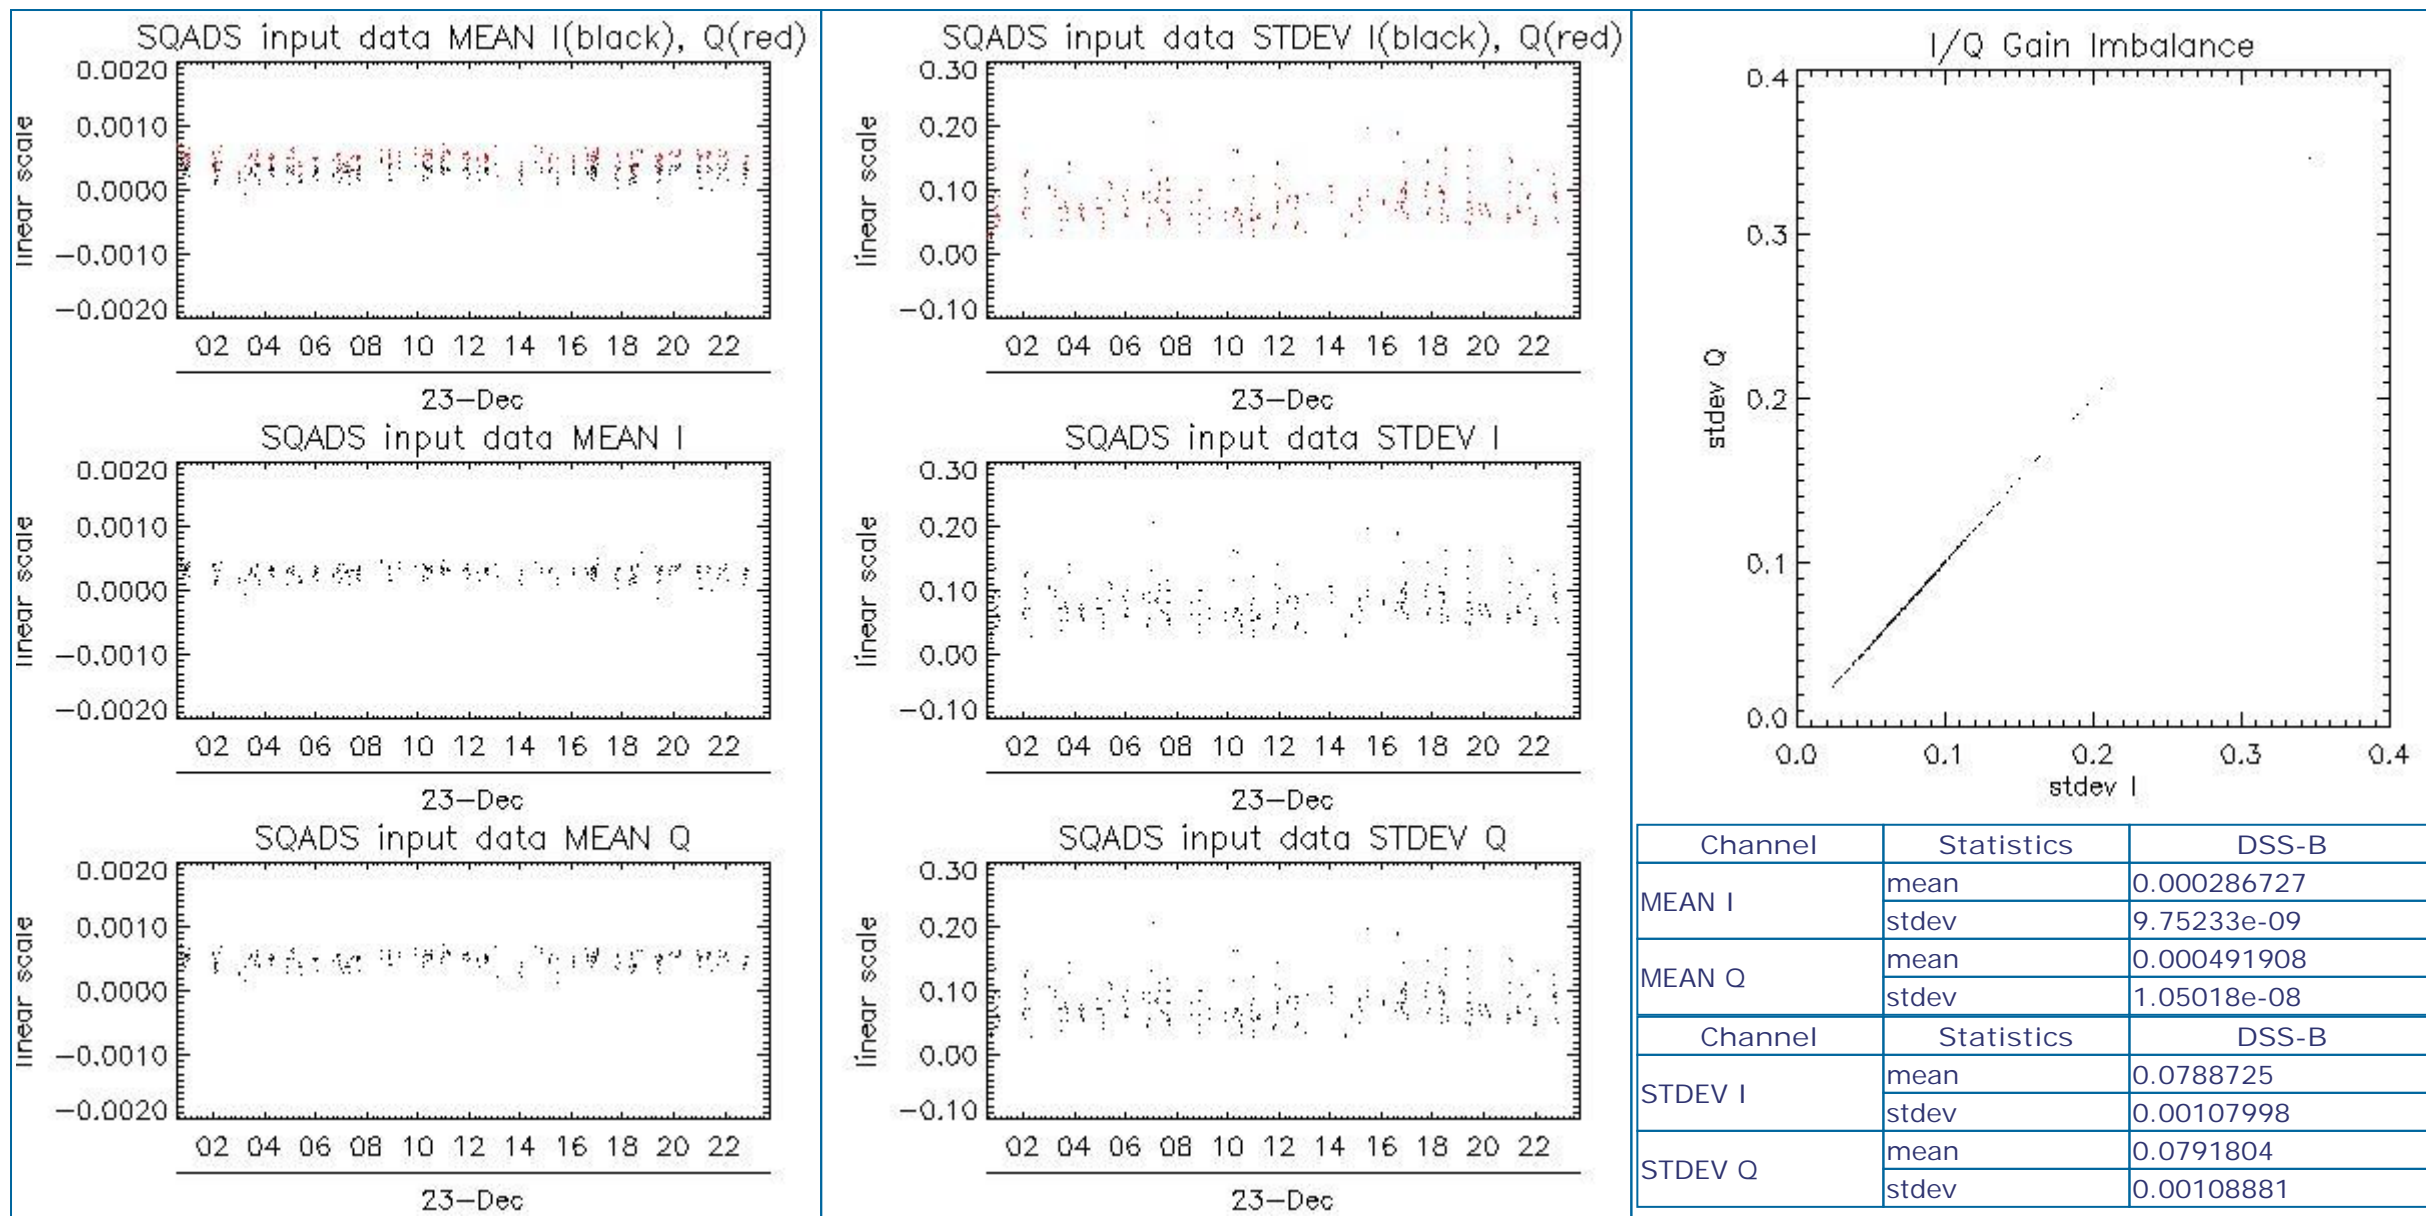 SQADS input data MEAN I(black), Q(red)
0.0020
0.0010
0.0000
−0.0010
−0.0020
linear scale
02 04 06 08 10 12 14 16 18 20 22
23−Dec
SQADS input data MEAN I
0.0020
0.0010
0.0000
−0.0010
−0.0020
linear scale
02 04 06 08 10 12 14 16 18 20 22
23−Dec
SQADS input data MEAN Q
0.0020
0.0010
0.0000
−0.0010
−0.0020
linear scale
02 04 06 08 10 12 14 16 18 20 22
23−Dec
SQADS input data STDEV I(black), Q(red)
0.30
0.20
0.10
0.00
−0.10
linear scale
02 04 06 08 10 12 14 16 18 20 22
23−Dec
SQADS input data STDEV I
0.30
0.20
0.10
0.00
−0.10
linear scale
02 04 06 08 10 12 14 16 18 20 22
23−Dec
SQADS input data STDEV Q
0.30
0.20
0.10
0.00
−0.10
linear scale
02 04 06 08 10 12 14 16 18 20 22
23−Dec
I/Q Gain Imbalance
0.4
0.3
0.2
0.1
0.0
stdev Q
0.0 0.1 0.2 0.3 0.4
stdev I
Channel Statistics DSS-B
MEAN I mean 0.000286727
stdev 9.75233e-09
MEAN Q mean 0.000491908
stdev 1.05018e-08
Channel Statistics DSS-B
STDEV I mean 0.0788725
stdev 0.00107998
STDEV Q mean 0.0791804
stdev 0.00108881